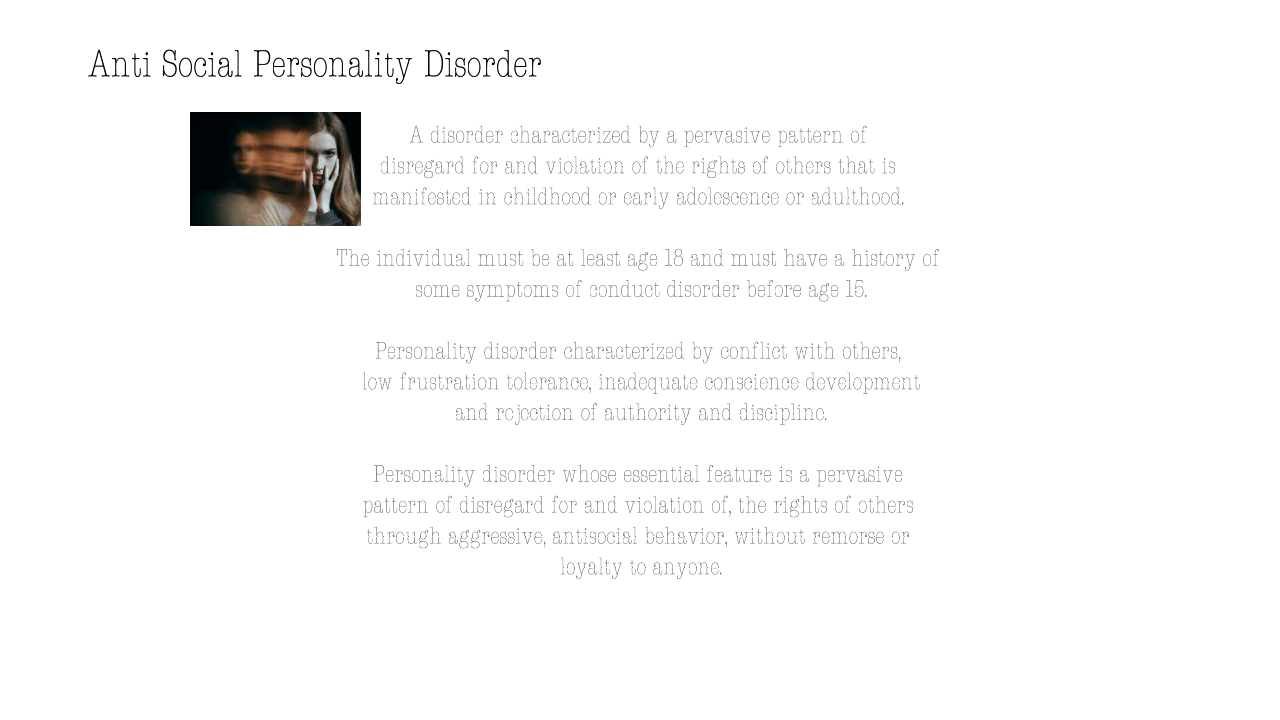 Anti Social Personality Disorder
A disorder characterized by a pervasive pattern of
disregard for and violation of the rights of others that is
manifested in childhood or early adolescence or adulthood.
The individual must be at least age 18 and must have a history of
some symptoms of conduct disorder before age 15.
Personality disorder characterized by conflict with others,
low frustration tolerance, inadequate conscience development
and rejection of authority and discipline.
Personality disorder whose essential feature is a pervasive
pattern of disregard for and violation of, the rights of others
through aggressive, antisocial behavior, without remorse or
loyalty to anyone.